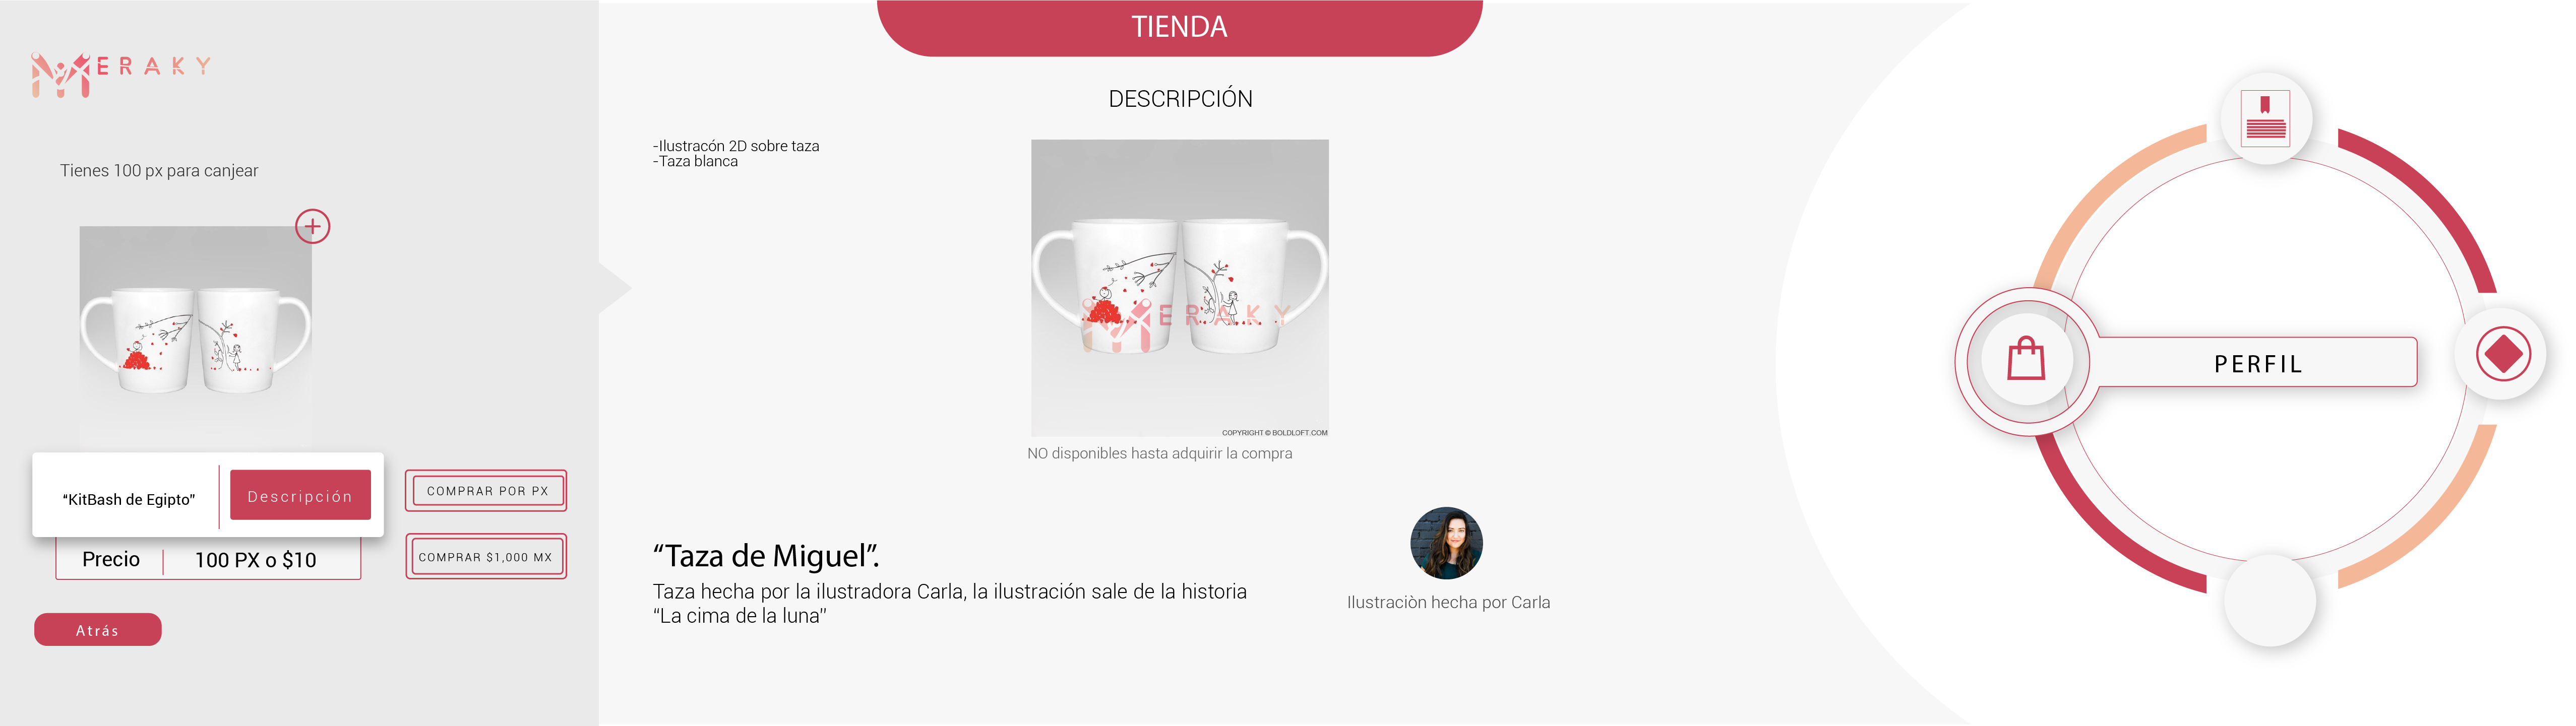 MERAKY
Tienes 100 px para canjear
“KitBash de Egipto”
Descripción
Precio
100 PX o $10
COMPRAR POR PX
COMPRAR $1,000 MX
Atrás
TIENDA
DESCRIPCIÓN
-Ilustracón 2D sobre taza
-Taza blanca
MERAKY
COPYRIGHT © BOLDLOFT.COM
NO disponibles hasta adquirir la compra
“Taza de Miguel”.
Taza hecha por la ilustradora Carla, la ilustración sale de la historia
“La cima de la luna”
Ilustraciòn hecha por Carla
PERFIL